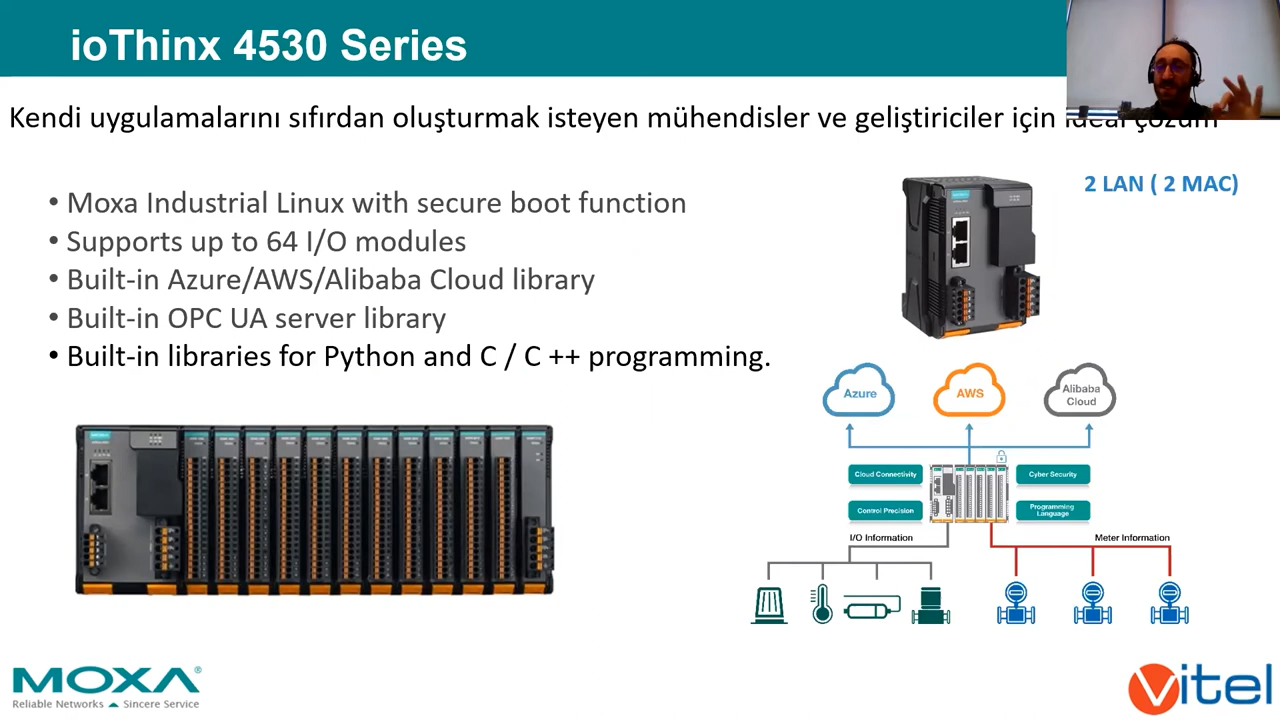 ioThinx 4530 Series
Kendi uygulamalarını sıfırdan oluşturmak isteyen mühendisler ve geliştiriciler için ideal çözüm
2 LAN ( 2 MAC)
• Moxa Industrial Linux with secure boot function
• Supports up to 64 I/O modules
• Built-in Azure/AWS/Alibaba Cloud library
• Built-in OPC UA server library
• Built-in libraries for Python and C / C ++ programming.
Azure
AWS
Alibaba
Cloud
Cloud Connectivity
Cyber Security
Control Precision
Programming
Language
I/O Information
Meter Information
MOXA®
Reliable Networks Sincere Service
Vitel